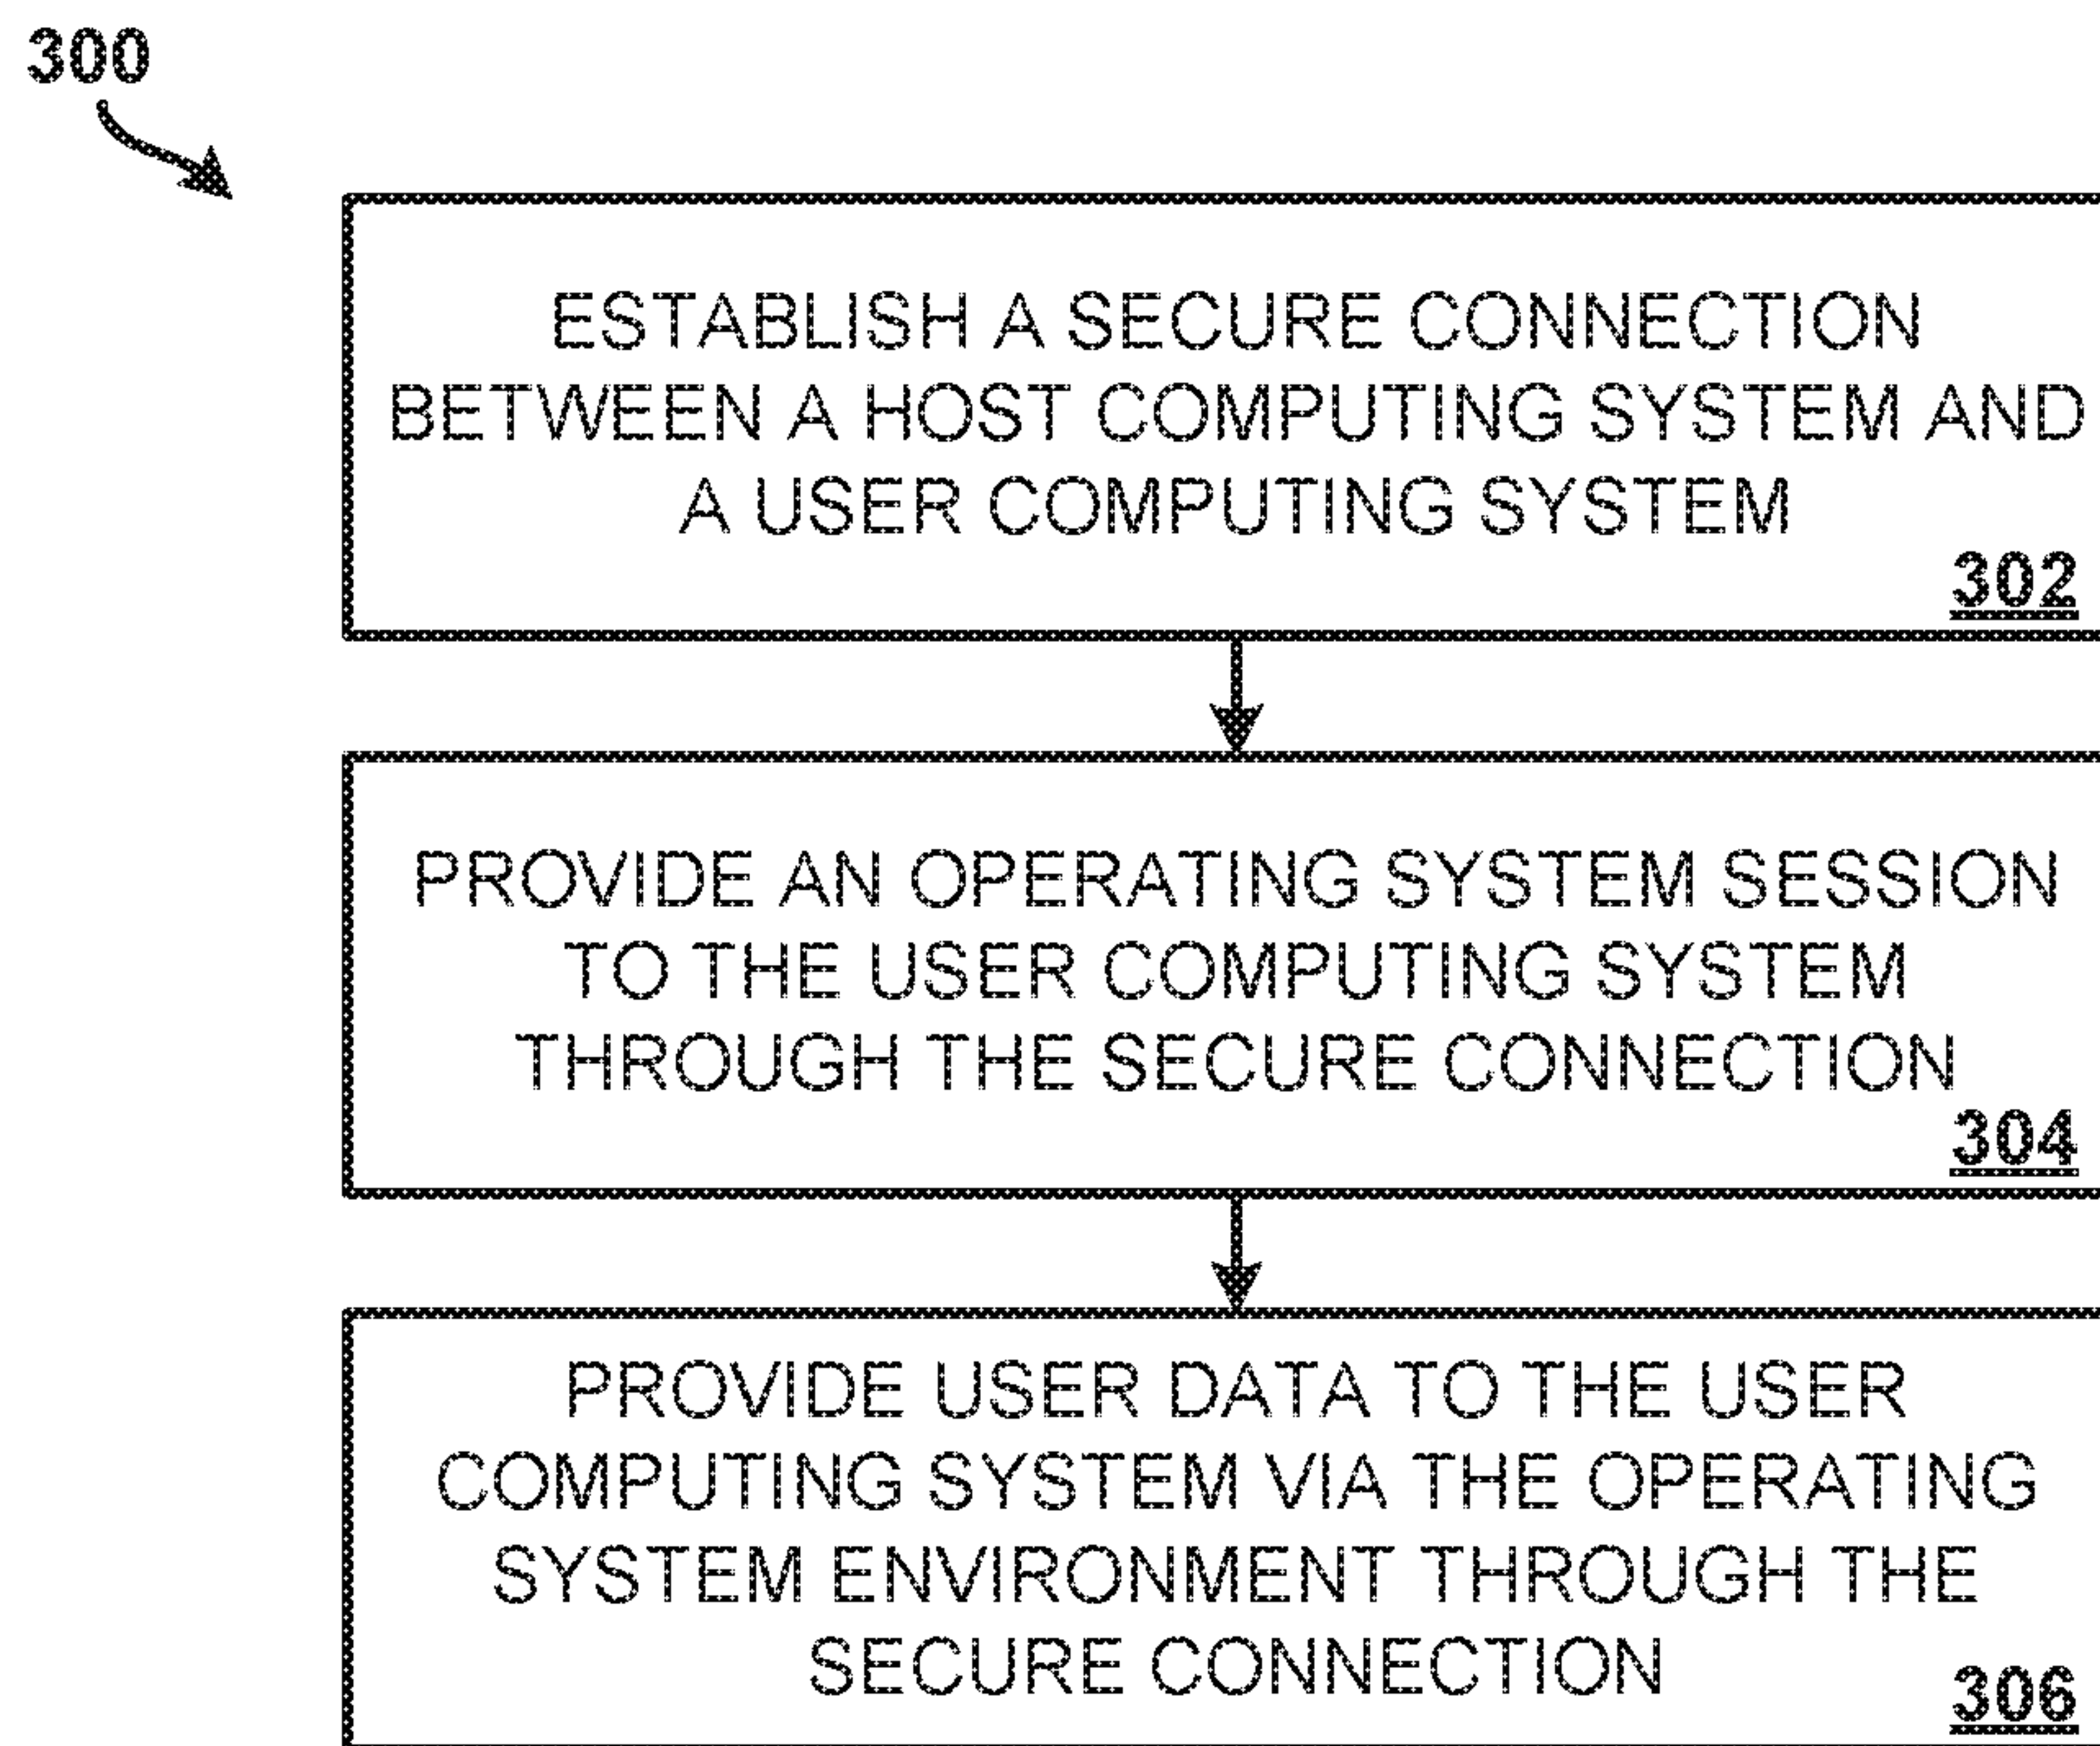 300
ESTABLISH A SECURE CONNECTION
BETWEEN A HOST COMPUTING SYSTEM AND
A USER COMPUTING SYSTEM
302
PROVIDE AN OPERATING SYSTEM SESSION
TO THE USER COMPUTING SYSTEM
THROUGH THE SECURE CONNECTION
304
PROVIDE USER DATA TO THE USER
COMPUTING SYSTEM VIA THE OPERATING
SYSTEM ENVIRONMENT THROUGH THE
SECURE CONNECTION
306